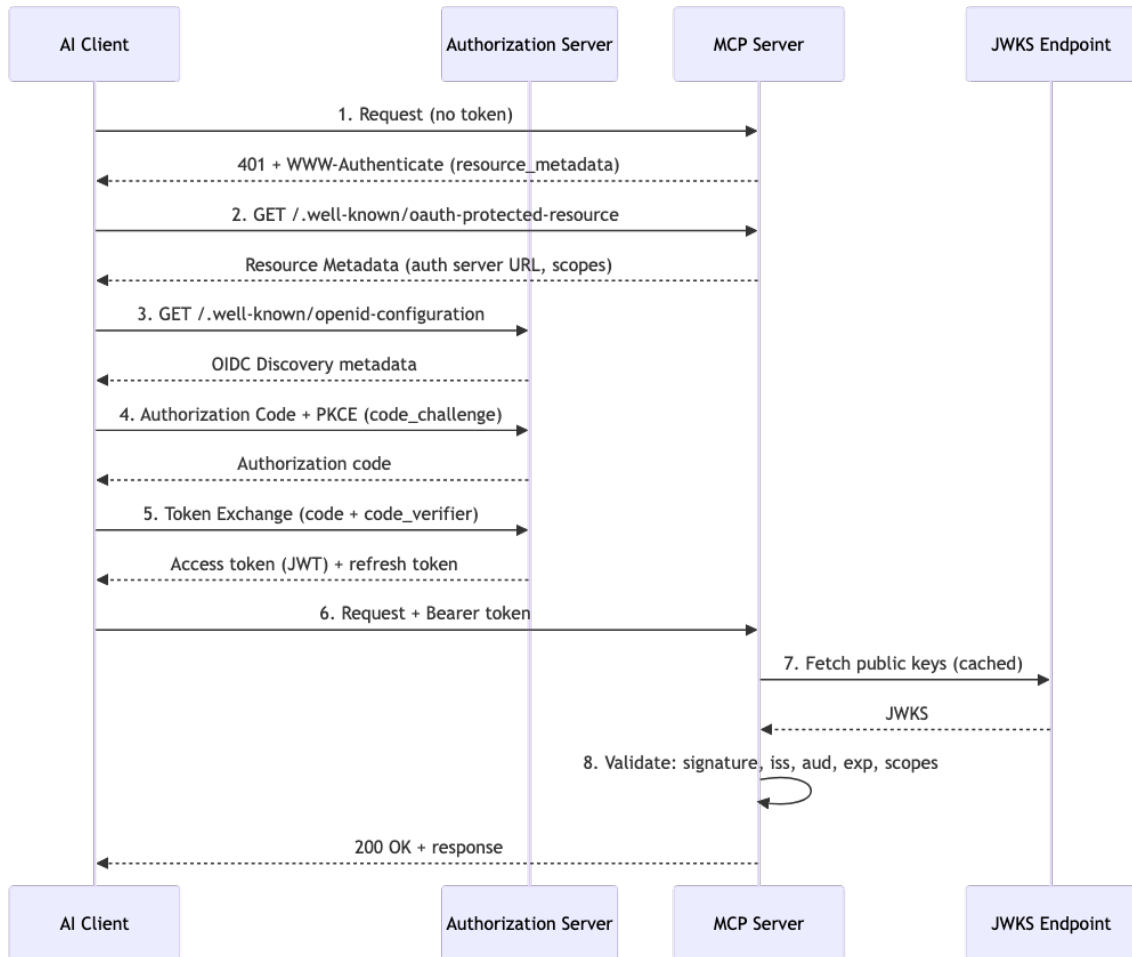 AI Client
Authorization Server
MCP Server
JWKS Endpoint
1. Request (no token)
401 + WWW-Authenticate (resource_metadata)
2. GET /.well-known/oauth-protected-resource
Resource Metadata (auth server URL, scopes)
3. GET /.well-known/openid-configuration
OIDC Discovery metadata
4. Authorization Code + PKCE (code_challenge)
Authorization code
5. Token Exchange (code + code_verifier)
Access token (JWT) + refresh token
6. Request + Bearer token
7. Fetch public keys (cached)
JWKS
8. Validate: signature, iss, aud, exp, scopes
200 OK + response
AI Client
Authorization Server
MCP Server
JWKS Endpoint